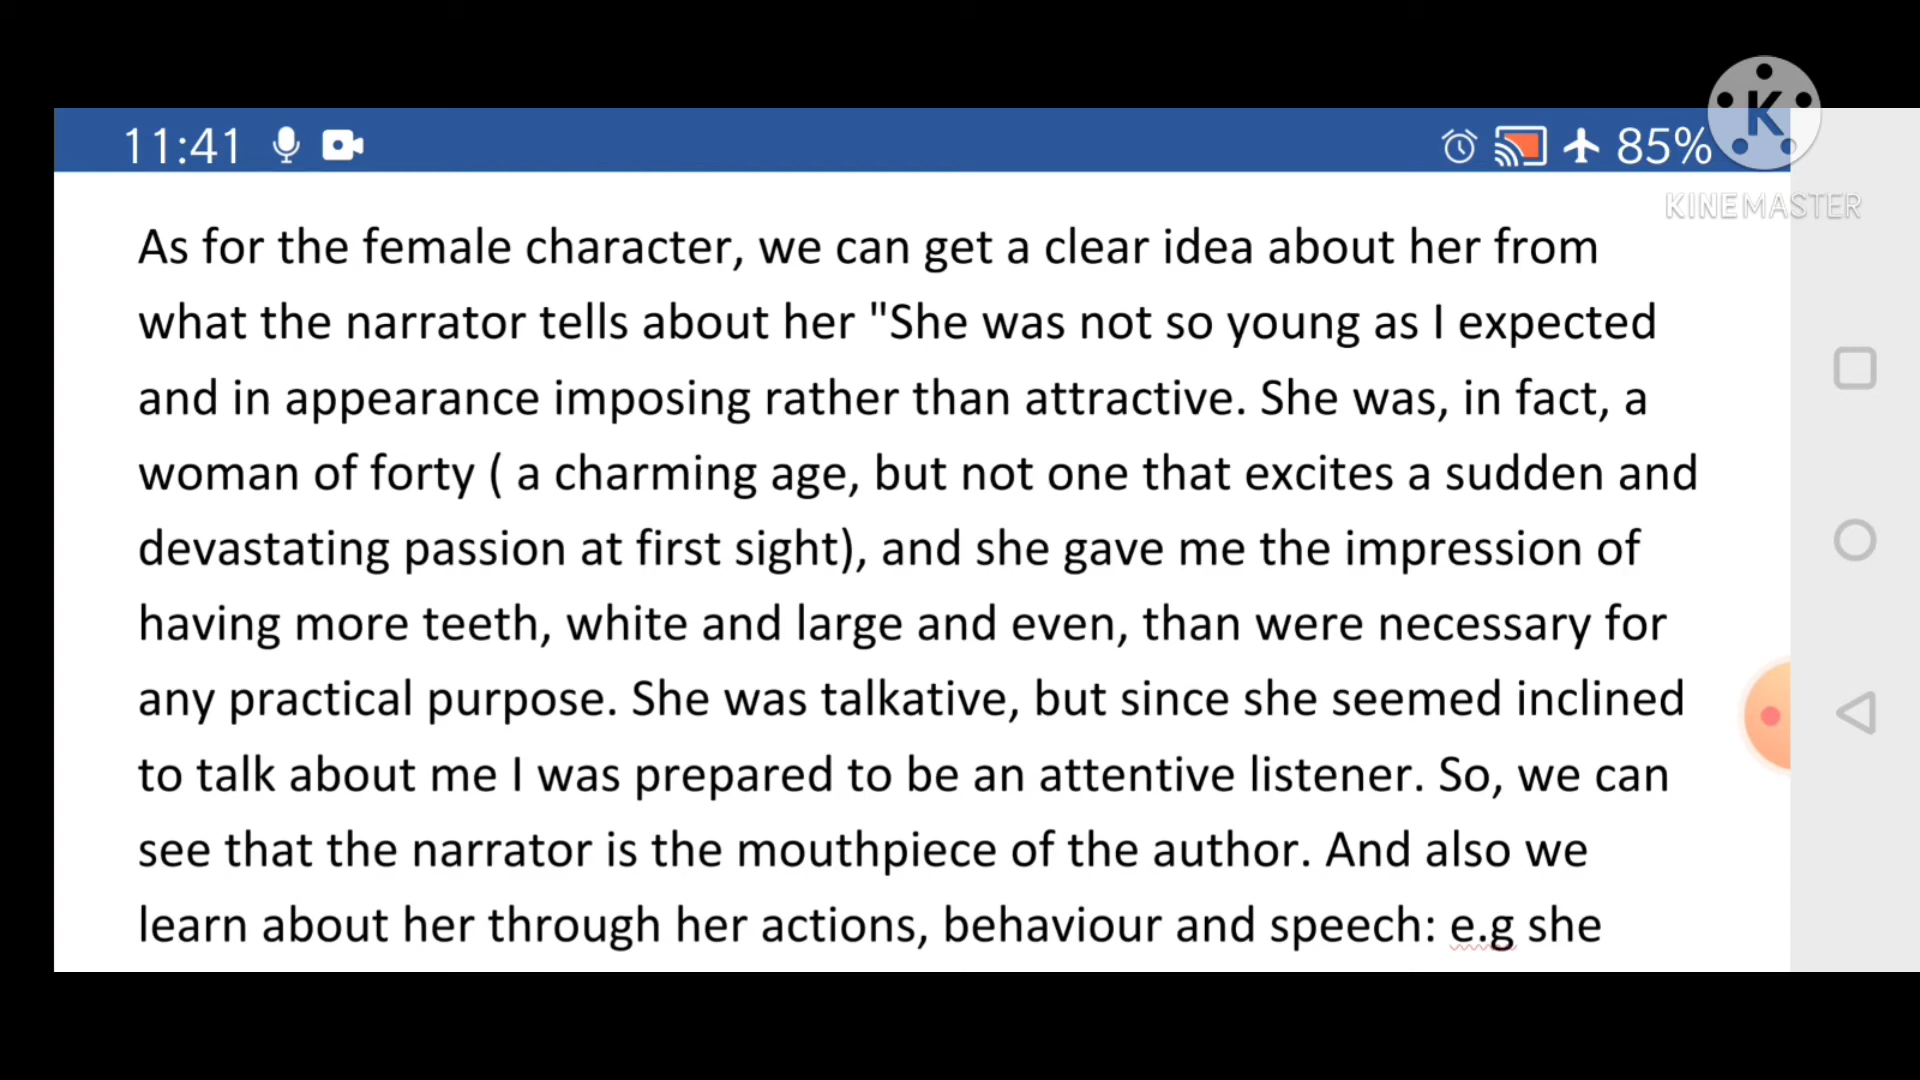 11:41
85%
K
KINEMASTER
As for the female character, we can get a clear idea about her from
what the narrator tells about her "She was not so young as I expected
and in appearance imposing rather than attractive. She was, in fact, a
woman of forty ( a charming age, but not one that excites a sudden and
devastating passion at first sight), and she gave me the impression of
having more teeth, white and large and even, than were necessary for
any practical purpose. She was talkative, but since she seemed inclined
to talk about me I was prepared to be an attentive listener. So, we can
see that the narrator is the mouthpiece of the author. And also we
learn about her through her actions, behaviour and speech: e.g she